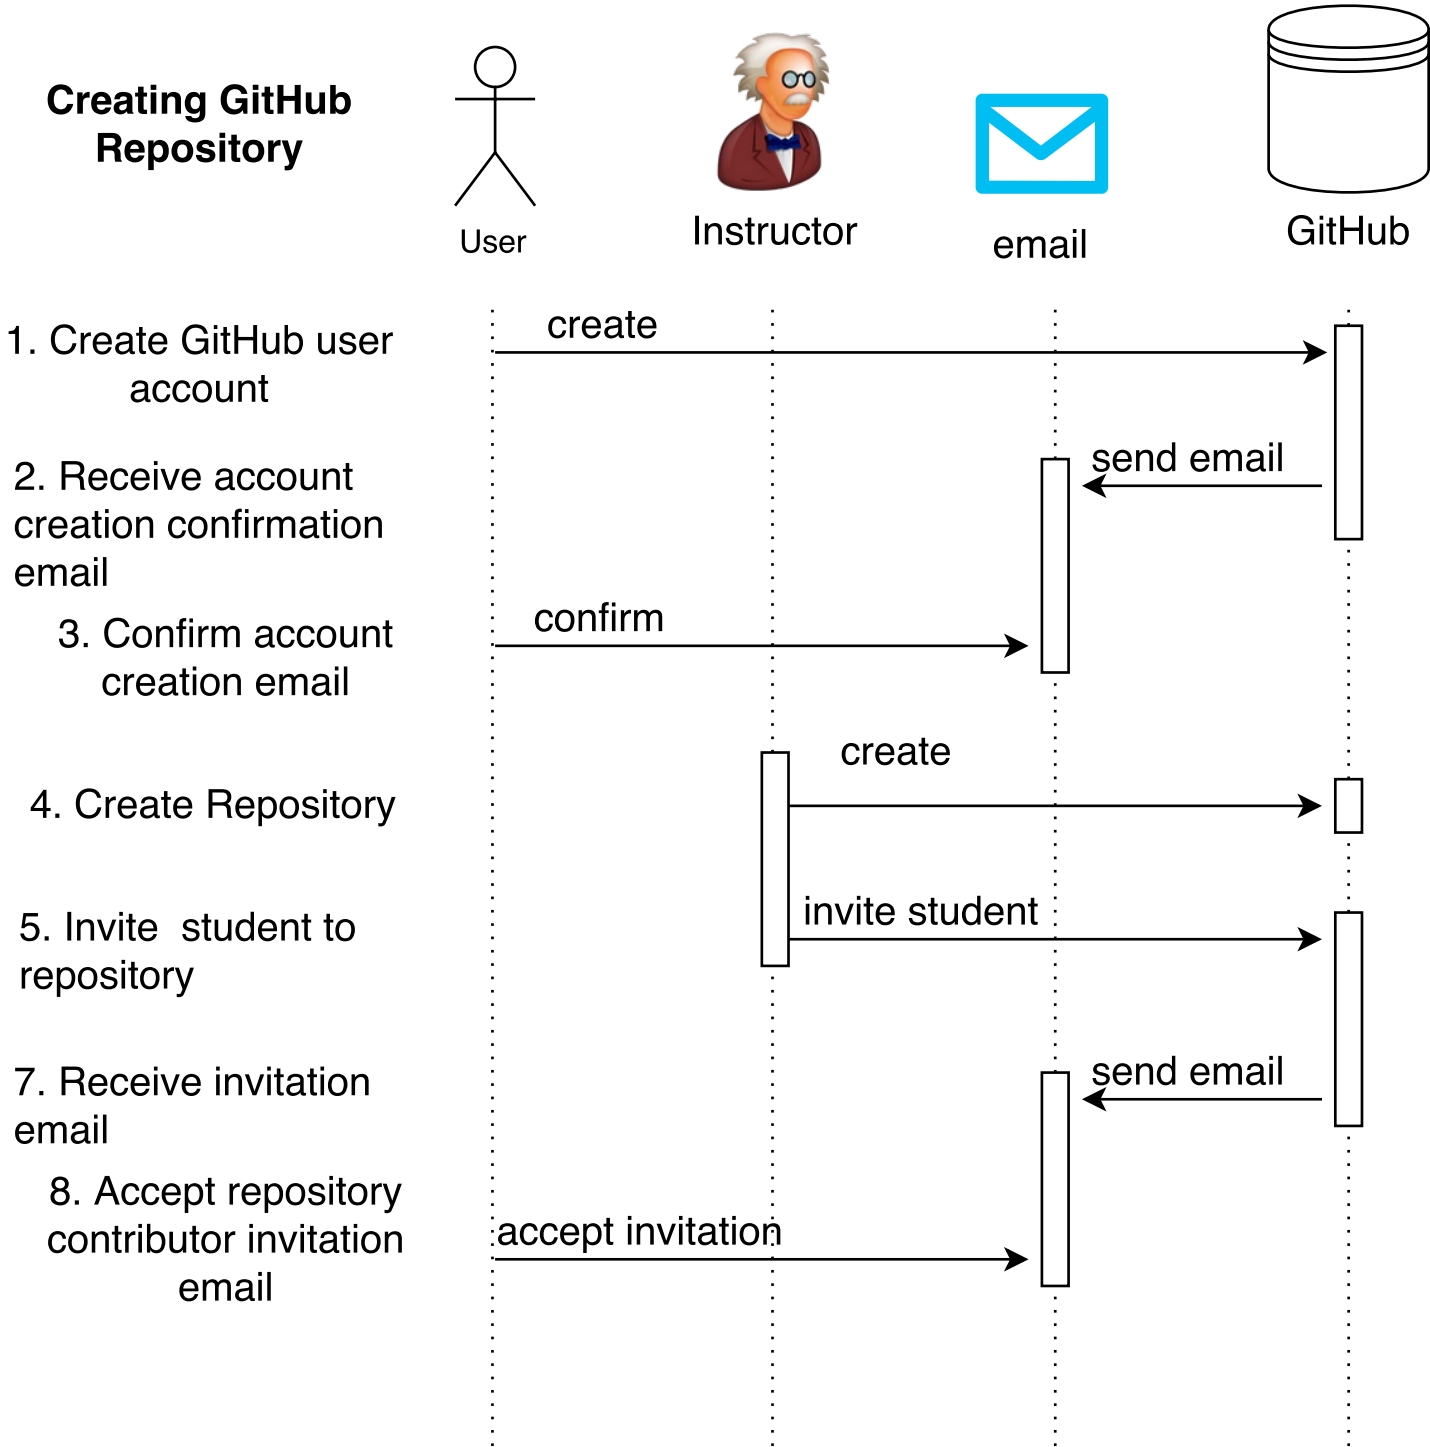 Creating GitHub
Repository
User
Instructor
email
GitHub
1. Create GitHub user
account
create
2. Receive account
creation confirmation
email
send email
3. Confirm account
creation email
confirm
4. Create Repository
create
5. Invite  student to
repository
invite student
7. Receive invitation
email
send email
8. Accept repository
contributor invitation
email
accept invitation